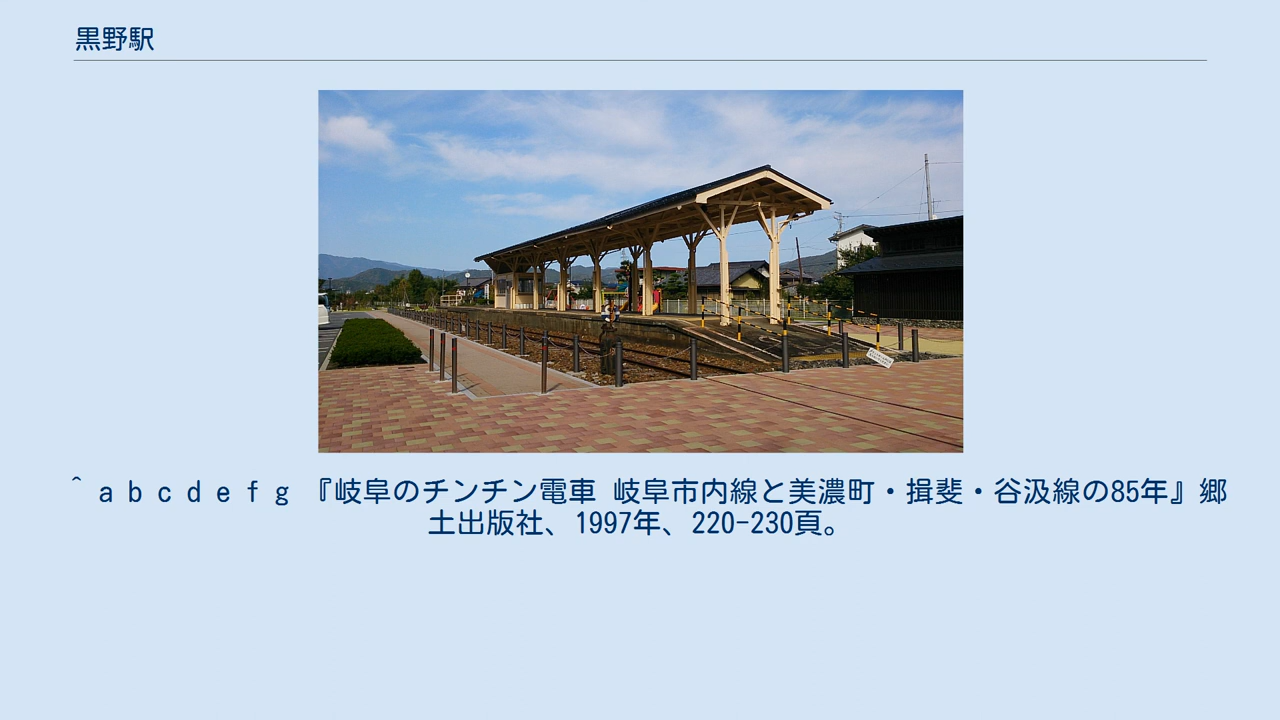 黒野駅
^ a b c d e f g 『岐阜のチンチン電車 岐阜市内線と美濃町・揖斐・谷汲線の85年』郷
土出版社、1997年、220-230頁。